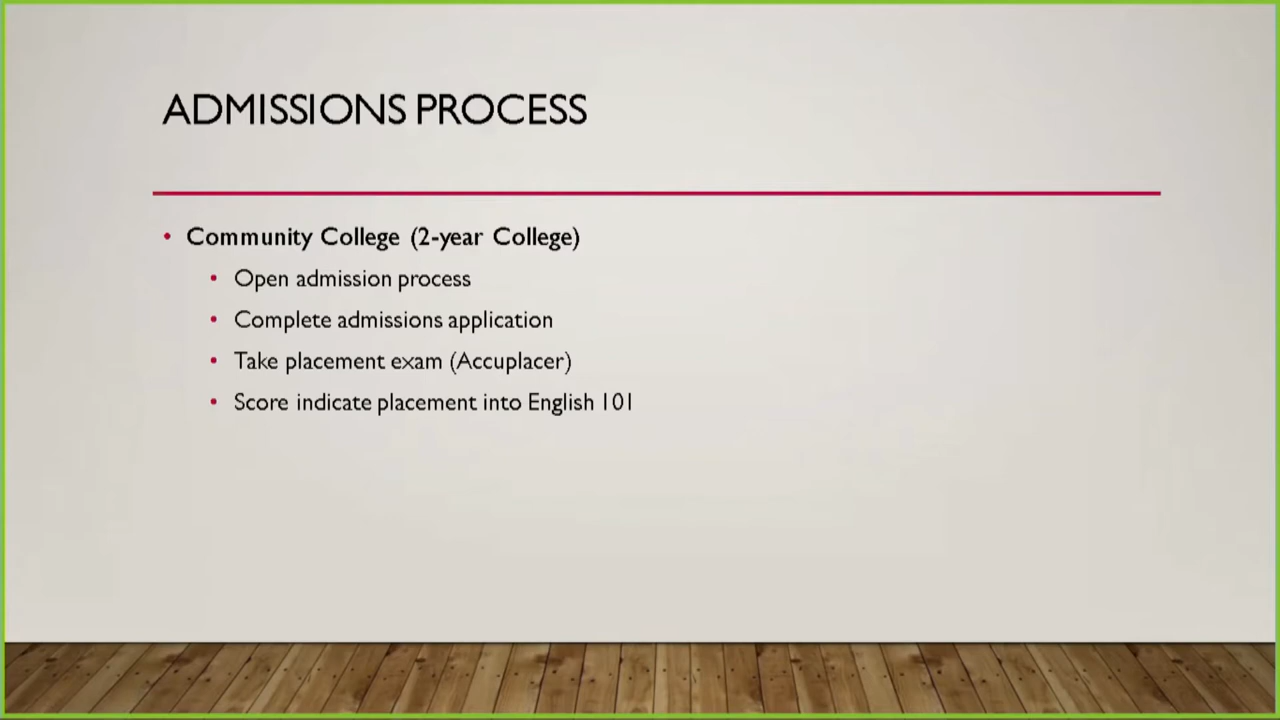 ADMISSIONS PROCESS
• Community College (2-year College)
• Open admission process
• Complete admissions application
• Take placement exam (Accuplacer)
• Score indicate placement into English 101